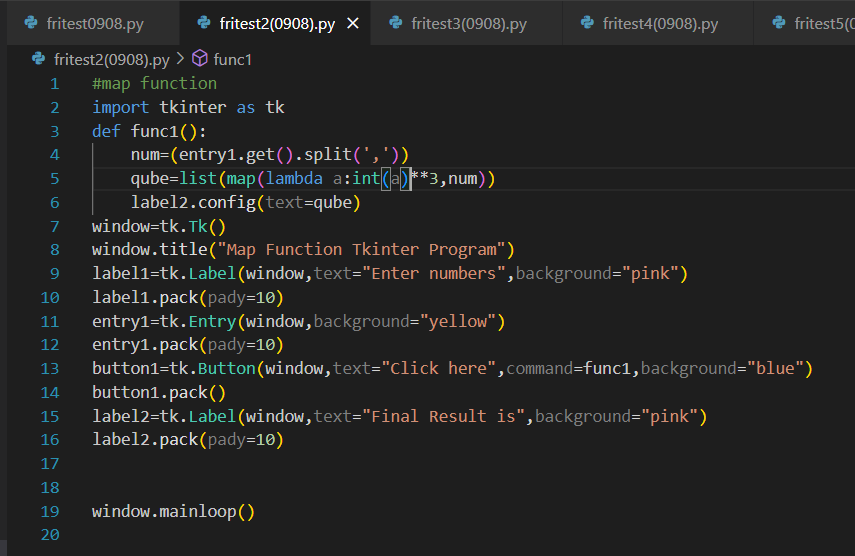 fritest0908.py fritest2(0908).py fritest3(0908).py fritest4(0908).py fritest5(0
fritest2(0908).py > func1
1 #map function
2 import tkinter as tk
3 def func1():
4     num=(entry1.get().split(','))
5     qube=list(map(lambda a:int(a)**3,num))
6     label2.config(text=qube)
7 window=tk.Tk()
8 window.title("Map Function Tkinter Program")
9 label1=tk.Label(window,text="Enter numbers",background="pink")
10 label1.pack(pady=10)
11 entry1=tk.Entry(window,background="yellow")
12 entry1.pack(pady=10)
13 button1=tk.Button(window,text="Click here",command=func1,background="blue")
14 button1.pack()
15 label2=tk.Label(window,text="Final Result is",background="pink")
16 label2.pack(pady=10)
17
18
19 window.mainloop()
20